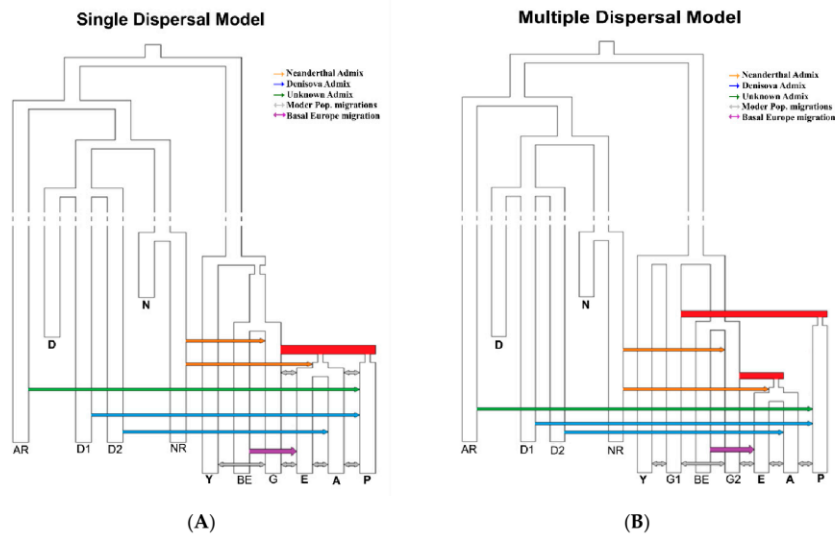 Single Dispersal Model
Neanderthal Admix
Denisova Admix
Unknown Admix
Moder Pop. migrations
Basal Europe migration
N
D
AR
D1
D2
NR
Y
BE
G
E
A
P
(A)
Multiple Dispersal Model
Neanderthal Admix
Denisova Admix
Unknown Admix
Moder Pop. migrations
Basal Europe migration
N
D
AR
D1
D2
NR
Y
G1
BE
G2
E
A
P
(B)